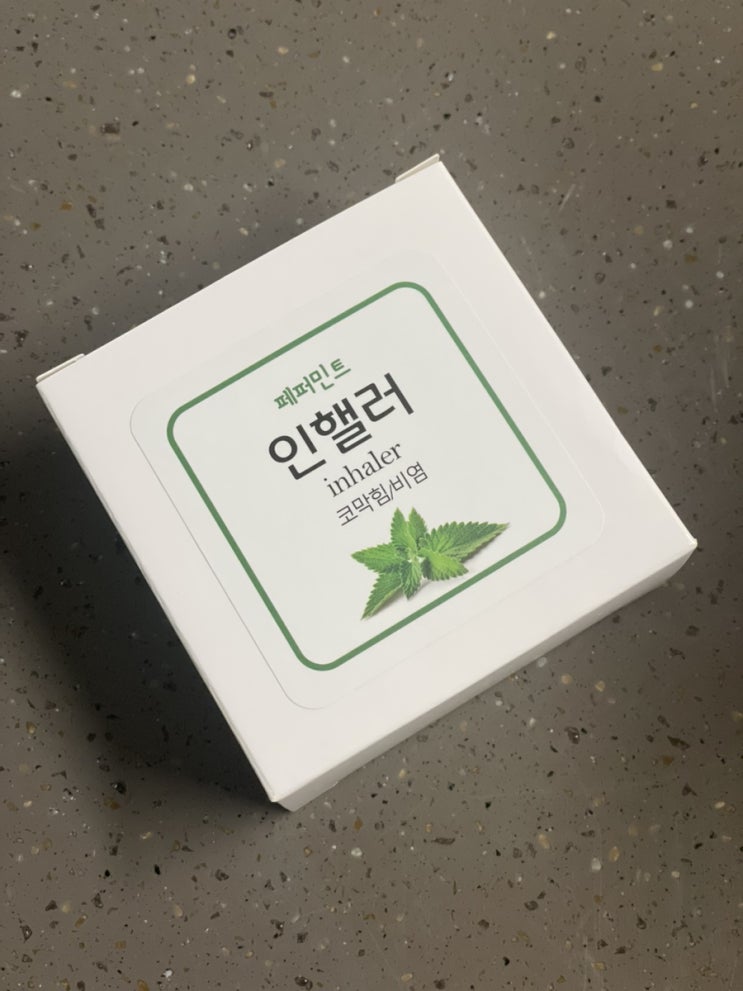 페퍼민트
인핼러
inhaler
코막힘/비염